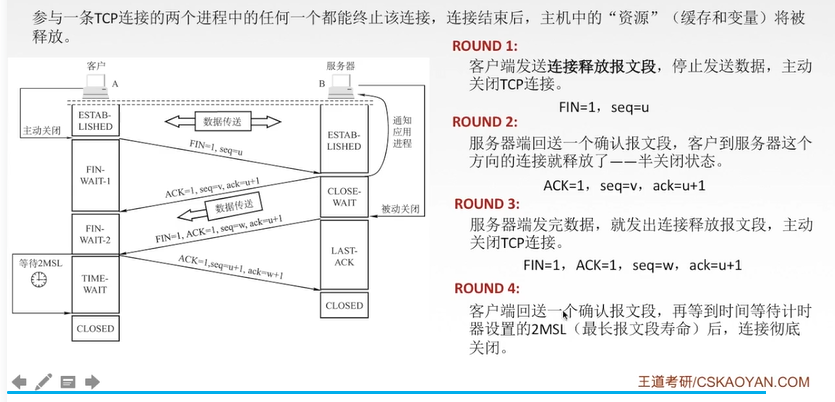 参与一条TCP连接的两个进程中的任何一个都能终止该连接，连接结束后，主机中的“资源”（缓存和变量）将被
释放。
客户
A
服务器
B
主动关闭
ESTAB-
LISHED
数据传送
ESTAB-
LISHED
通知
应用
进程
FIN=1, seq=u
FIN-
WAIT-1
ACK=1, seq=v, ack=u+1
CLOSE-
WAIT
数据传送
被动关闭
FIN-
WAIT-2
FIN=1, ACK=1, seq=w, ack=u+1
等待2MSL
ACK=1,seq=u+1, ack=w+1
LAST-
ACK
TIME-
WAIT
CLOSED
CLOSED
ROUND 1:
客户端发送连接释放报文段，停止发送数据，主动
关闭TCP连接。
FIN=1，seq=u
ROUND 2:
服务器端回送一个确认报文段，客户到服务器这个
方向的连接就释放了——半关闭状态。
ACK=1，seq=v，ack=u+1
ROUND 3:
服务器端发完数据，就发出连接释放报文段，主动
关闭TCP连接。
FIN=1，ACK=1，seq=w，ack=u+1
ROUND 4:
客户端回送一个确认报文段，再等到时间等待计时
器设置的2MSL（最长报文段寿命）后，连接彻底
关闭。
王道考研/CSKAOYAN.COM